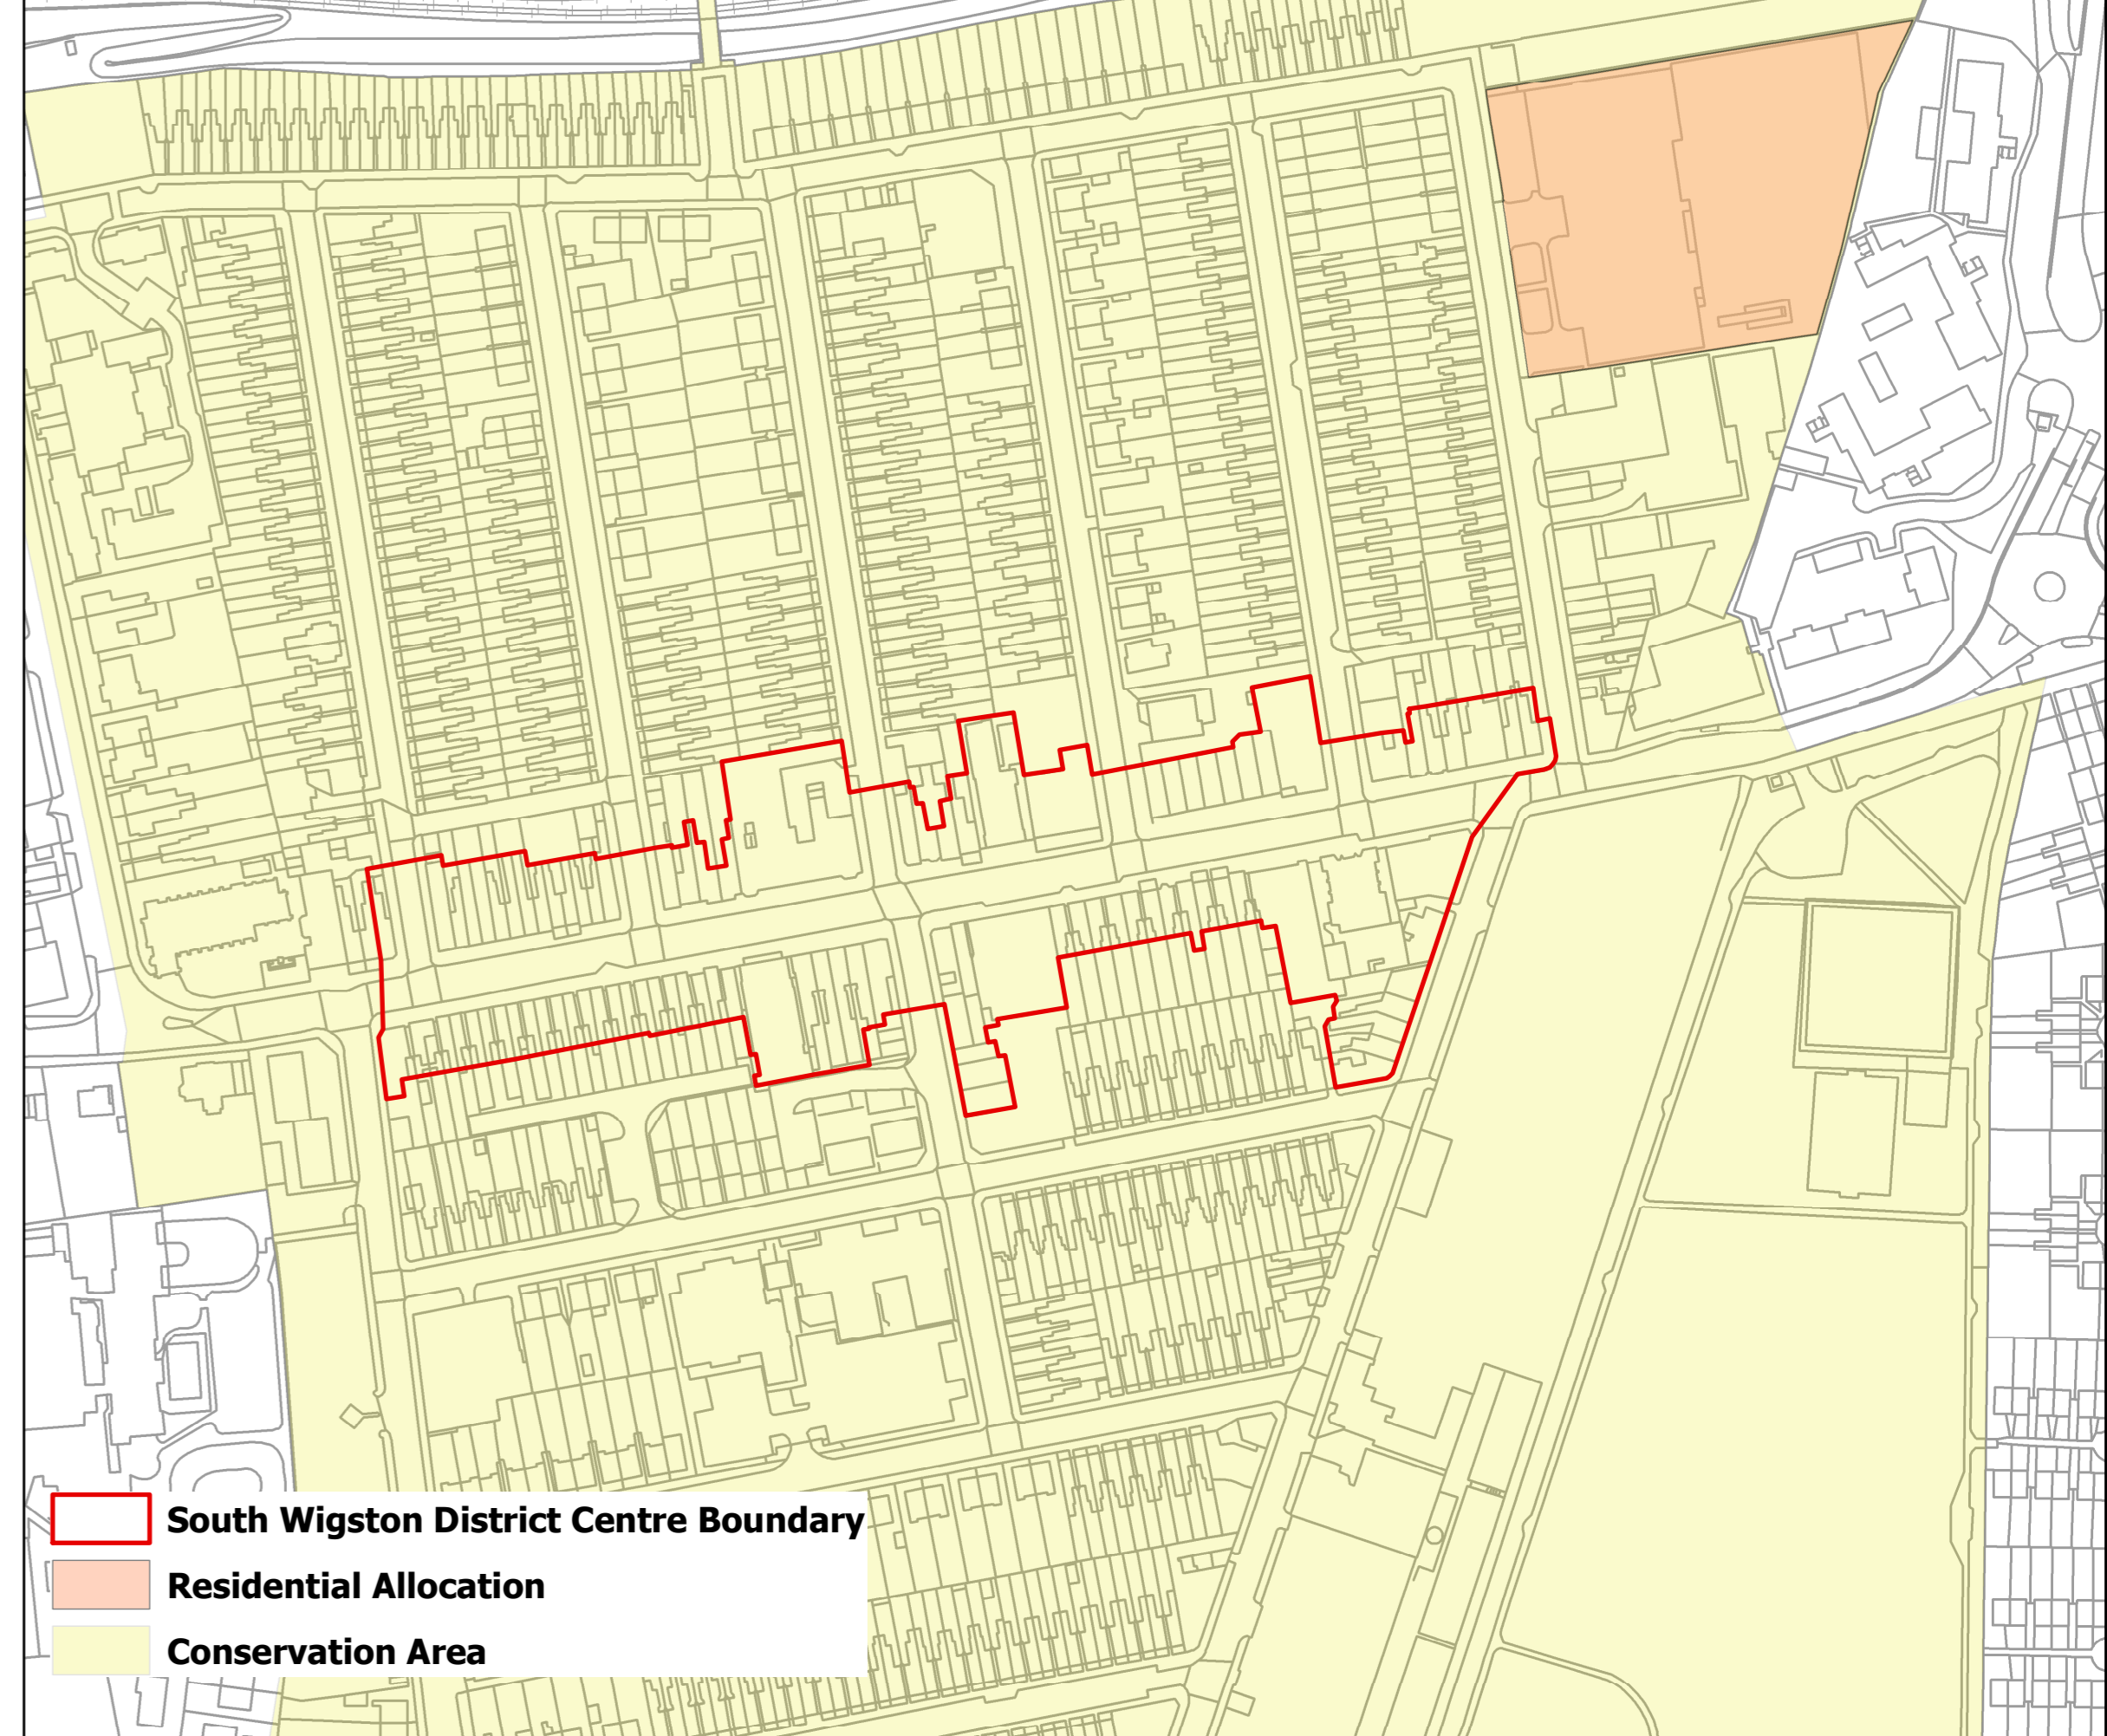 South Wigston District Centre Boundary
Residential Allocation
Conservation Area